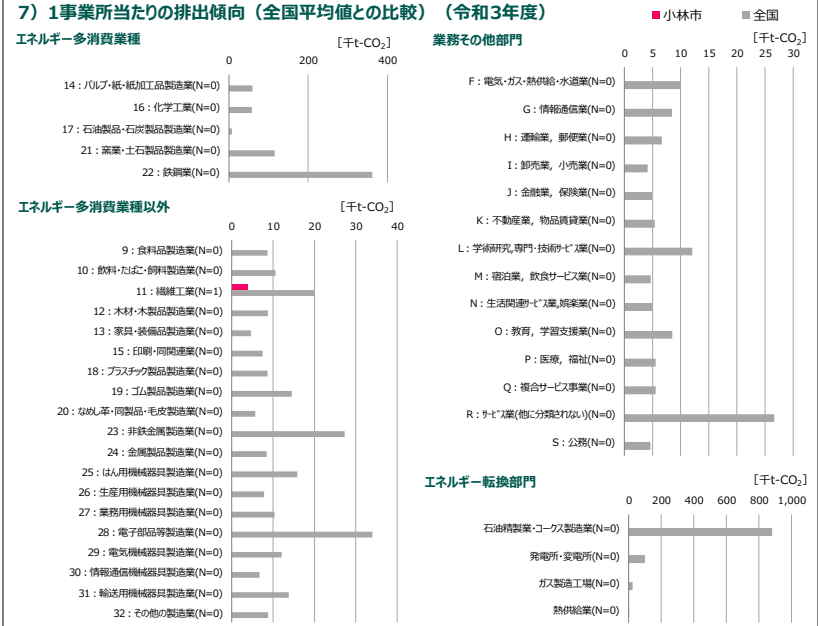 7）1事業所当たりの排出傾向（全国平均値との比較）（令和3年度）
■小林市 ■全国
エネルギー多消費業種
[千t-CO₂]
0 200 400
14：パルプ・紙・紙加工品製造業(N=0)
16：化学工業(N=0)
17：石油製品・石炭製品製造業(N=0)
21：窯業・土石製品製造業(N=0)
22：鉄鋼業(N=0)
エネルギー多消費業種以外
[千t-CO₂]
0 10 20 30 40
9：食料品製造業(N=0)
10：飲料・たばこ・飼料製造業(N=0)
11：繊維工業(N=1)
12：木材・木製品製造業(N=0)
13：家具・装備品製造業(N=0)
15：印刷・同関連業(N=0)
18：プラスチック製品製造業(N=0)
19：ゴム製品製造業(N=0)
20：なめし革・同製品・毛皮製造業(N=0)
23：非鉄金属製造業(N=0)
24：金属製品製造業(N=0)
25：はん用機械器具製造業(N=0)
26：生産用機械器具製造業(N=0)
27：業務用機械器具製造業(N=0)
28：電子部品等製造業(N=0)
29：電気機械器具製造業(N=0)
30：情報通信機械器具製造業(N=0)
31：輸送用機械器具製造業(N=0)
32：その他の製造業(N=0)
業務その他部門
[千t-CO₂]
0 5 10 15 20 25 30
F：電気・ガス・熱供給・水道業(N=0)
G：情報通信業(N=0)
H：運輸業，郵便業(N=0)
I：卸売業，小売業(N=0)
J：金融業，保険業(N=0)
K：不動産業，物品賃貸業(N=0)
L：学術研究,専門・技術ｻｰﾋﾞｽ業(N=0)
M：宿泊業，飲食サービス業(N=0)
N：生活関連ｻｰﾋﾞｽ業,娯楽業(N=0)
O：教育，学習支援業(N=0)
P：医療，福祉(N=0)
Q：複合サービス事業(N=0)
R：ｻｰﾋﾞｽ業(他に分類されない)(N=0)
S：公務(N=0)
エネルギー転換部門
[千t-CO₂]
0 200 400 600 800 1,000
石油精製業・コークス製造業(N=0)
発電所・変電所(N=0)
ガス製造工場(N=0)
熱供給業(N=0)